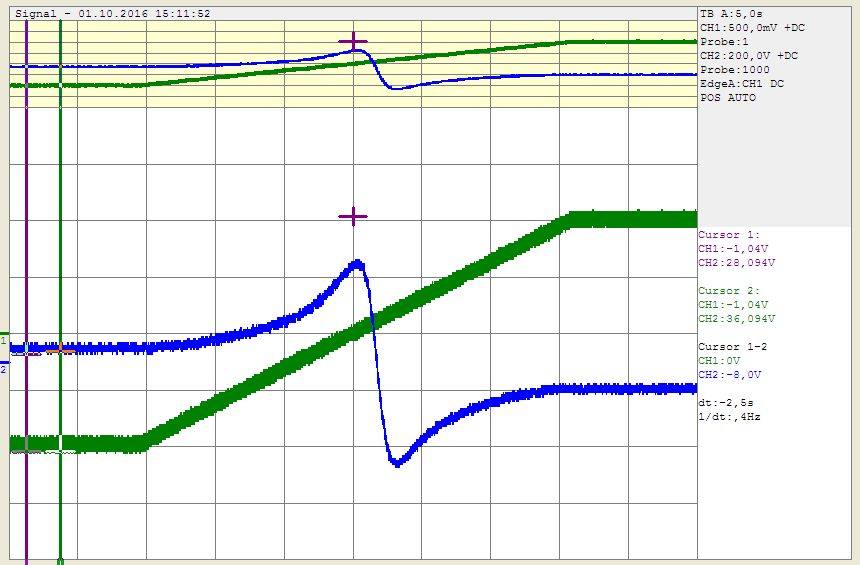 Signal - 01.10.2016 15:11:52
TB A:5,0s
CH1:500,0mV +DC
Probe:1
CH2:200,0V +DC
Probe:1000
EdgeA:CH1 DC
POS AUTO
Cursor 1:
CH1:-1,04V
CH2:28,094V
Cursor 2:
CH1:-1,04V
CH2:36,094V
Cursor 1-2
CH1:0V
CH2:-8,0V
dt:-2,5s
1/dt:,4Hz
1
2